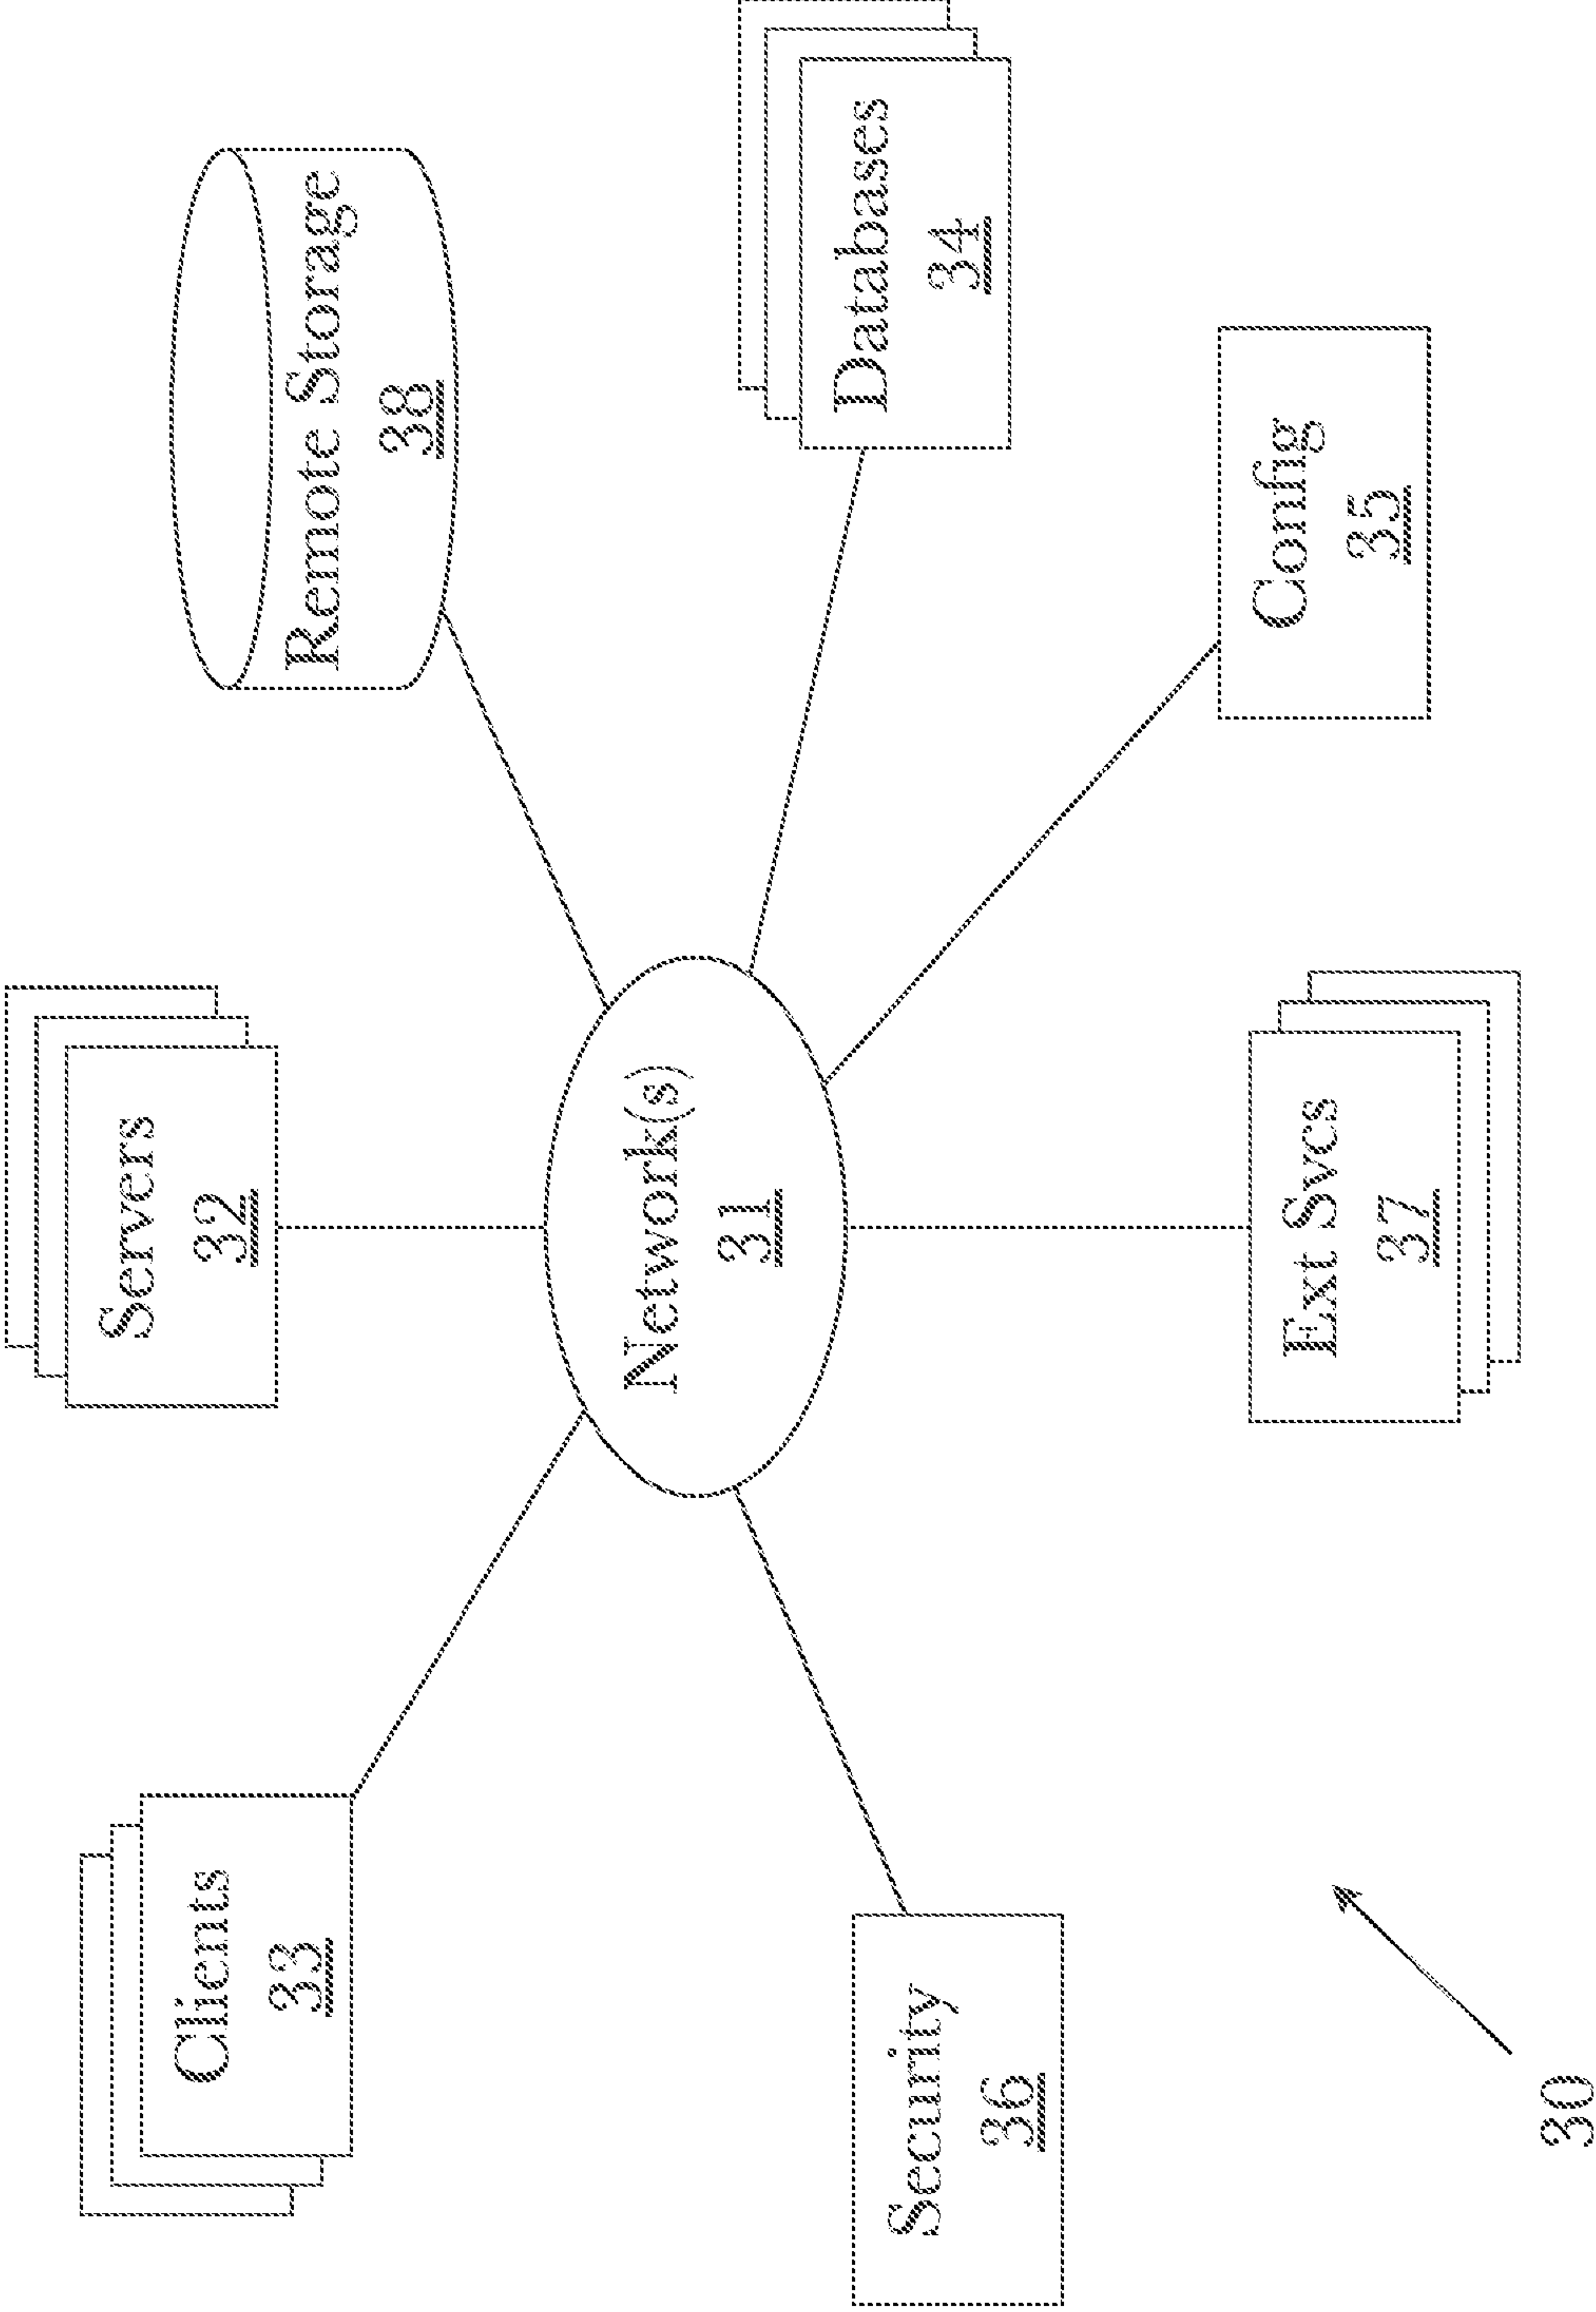 Servers
32
Clients
33
Remote Storage
38
Network(s)
31
Databases
34
Security
36
Config
35
Ext Svcs
37
30